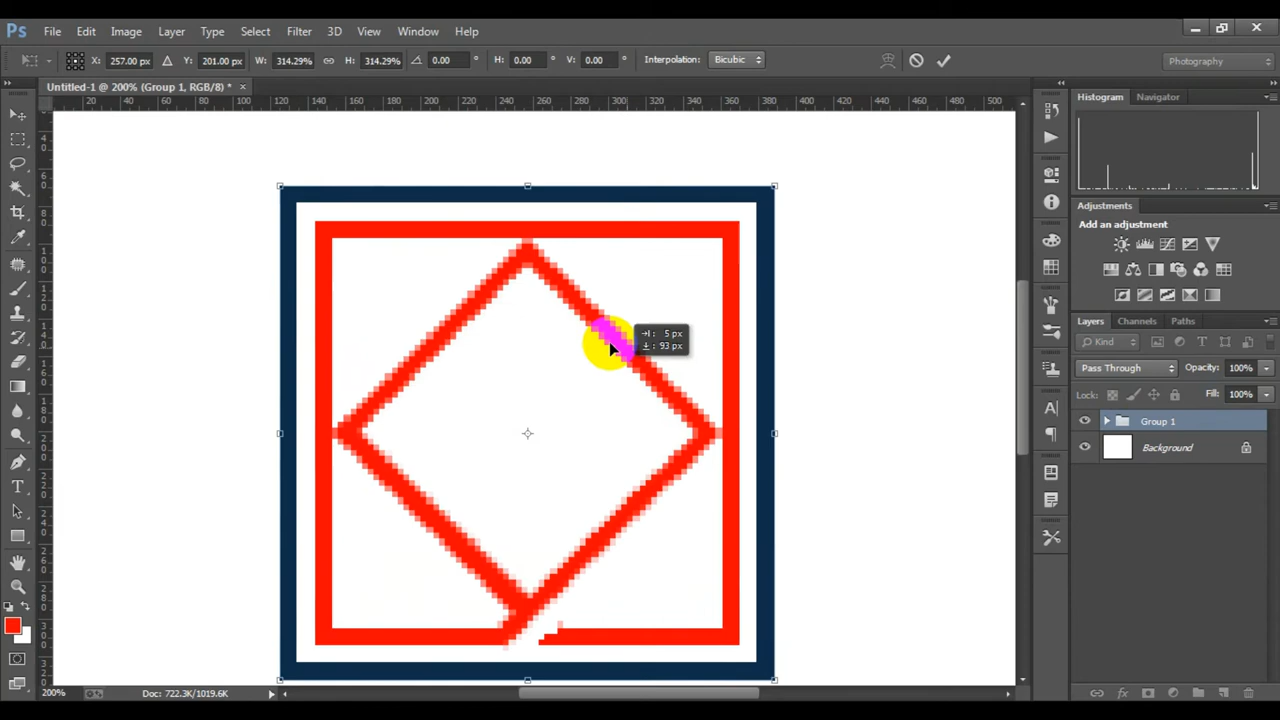 Ps File Edit Image Layer Type Select Filter 3D View Window Help
X: 257.00 px Y: 201.00 px W: 314.29% H: 314.29% 0.00 ° H: 0.00 ° V: 0.00 ° Interpolation: Bicubic Photography
Untitled-1 @ 200% (Group 1, RGB/8) * ×
20 40 60 80 100 120 140 160 180 200 220 240 260 280 300 320 340 360 380 400 420 440 460 480 500
Histogram Navigator
Adjustments
Add an adjustment
Layers Channels Paths
Kind
Pass Through Opacity: 100%
Lock: Fill: 100%
Group 1
Background
5 px
93 px
200% Doc: 722.3K/1019.6K